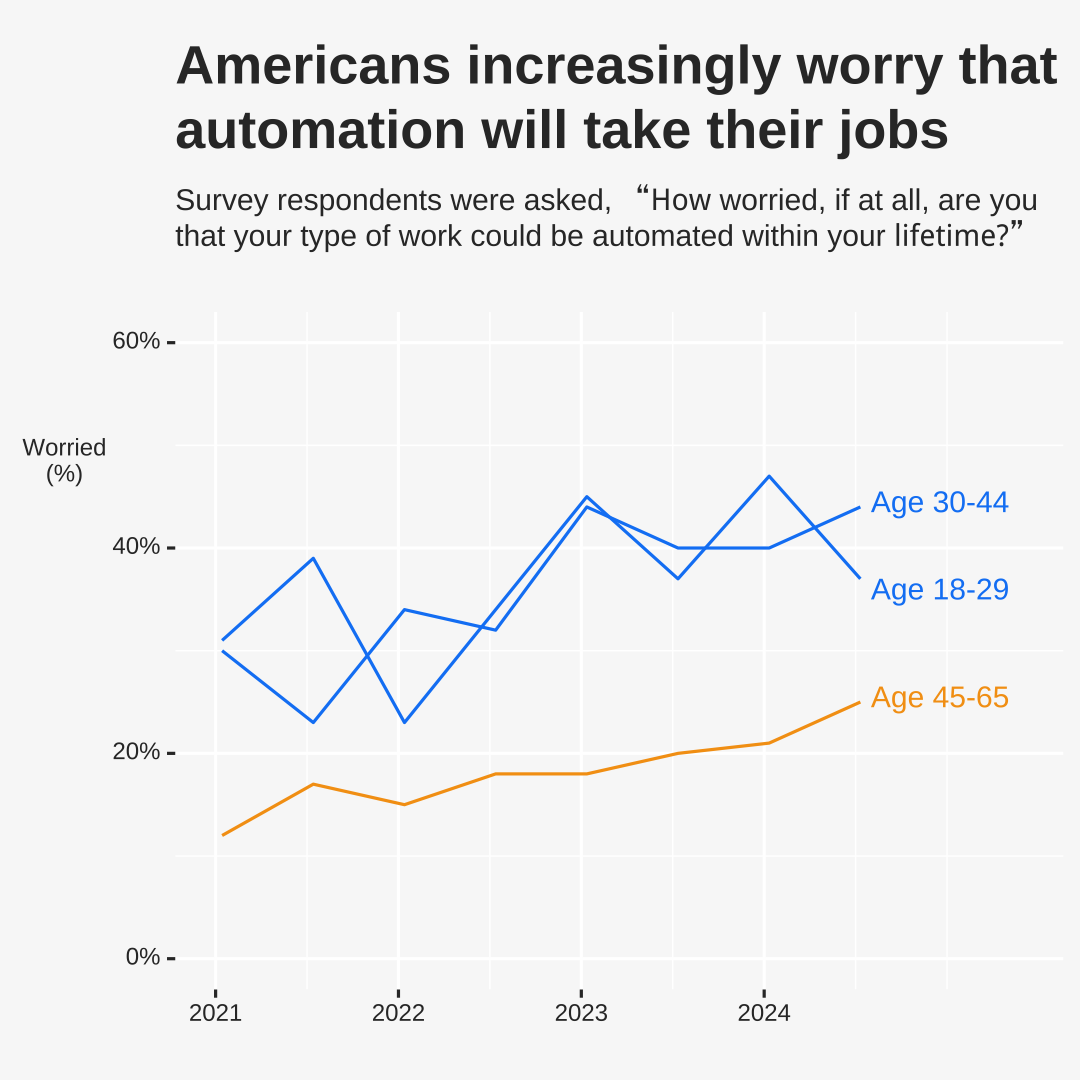 Americans increasingly worry that
automation will take their jobs
Survey respondents were asked, “How worried, if at all, are you
that your type of work could be automated within your lifetime?”
60%
Worried
(%)
Age 30-44
40%
Age 18-29
Age 45-65
20%
0%
2021 2022 2023 2024